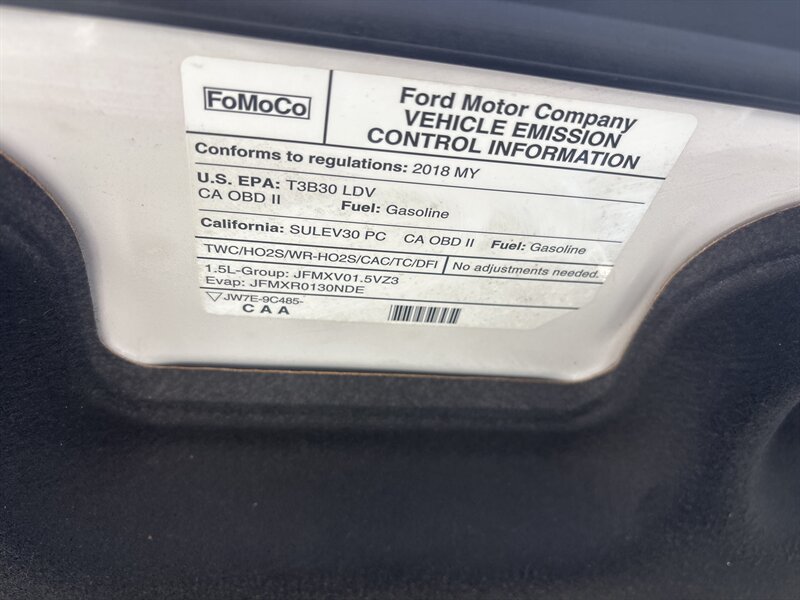 FoMoCo
Ford Motor Company
VEHICLE EMISSION
CONTROL INFORMATION
Conforms to regulations: 2018 MY
U.S. EPA: T3B30 LDV
CA OBD II Fuel: Gasoline
California: SULEV30 PC CA OBD II Fuel: Gasoline
TWC/HO2S/WR-HO2S/CAC/TC/DFI No adjustments needed.
1.5L-Group: JFMXV01.5VZ3
Evap: JFMXR0130NDE
JW7E-9C485-
C A A